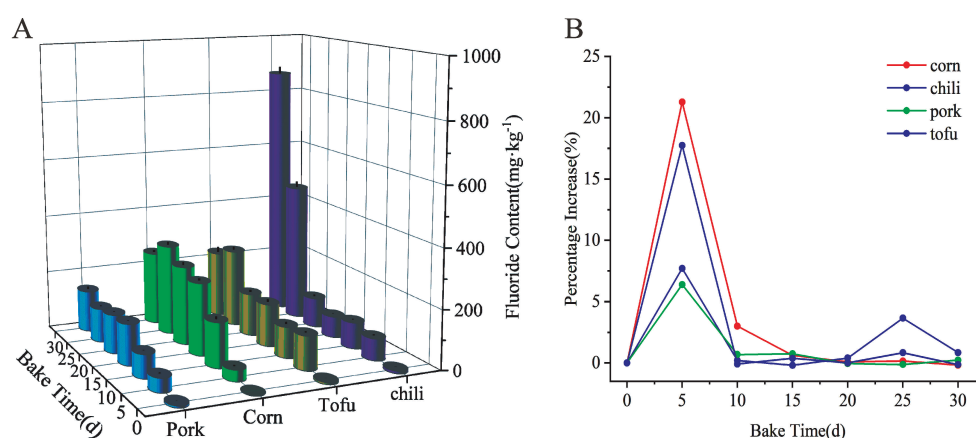 A
1000
800
600
400
200
0
Fluoride Content(mg·kg-1)
30
25
20
15
10
5
0
Bake Time(d)
Pork
Corn
Tofu
chili
B
25
20
15
10
5
0
Percentage Increase(%)
corn
chili
pork
tofu
0 5 10 15 20 25 30
Bake Time(d)